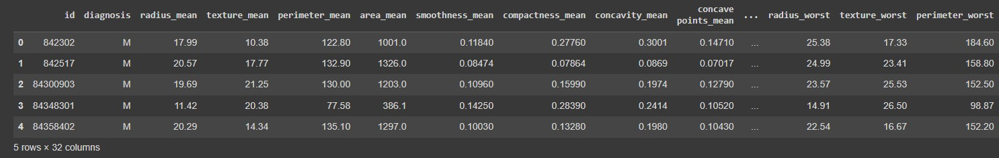 id diagnosis radius_mean texture_mean perimeter_mean area_mean smoothness_mean compactness_mean concavity_mean concave points_mean ... radius_worst texture_worst perimeter_worst
0 842302 M 17.99 10.38 122.80 1001.0 0.11840 0.27760 0.3001 0.14710 ... 25.38 17.33 184.60
1 842517 M 20.57 17.77 132.90 1326.0 0.08474 0.07864 0.0869 0.07017 ... 24.99 23.41 158.80
2 84300903 M 19.69 21.25 130.00 1203.0 0.10960 0.15990 0.1974 0.12790 ... 23.57 25.53 152.50
3 84348301 M 11.42 20.38 77.58 386.1 0.14250 0.28390 0.2414 0.10520 ... 14.91 26.50 98.87
4 84358402 M 20.29 14.34 135.10 1297.0 0.10030 0.13280 0.1980 0.10430 ... 22.54 16.67 152.20
5 rows × 32 columns